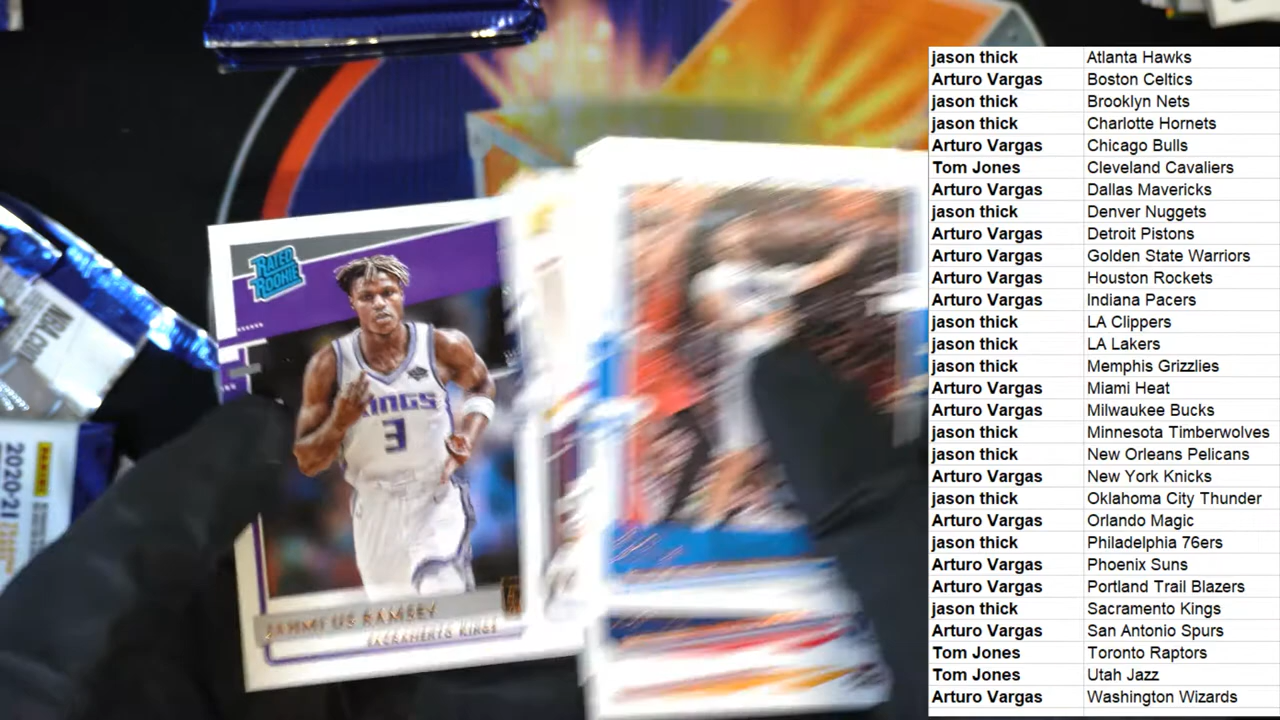 jason thick Atlanta Hawks
Arturo Vargas Boston Celtics
jason thick Brooklyn Nets
jason thick Charlotte Hornets
Arturo Vargas Chicago Bulls
Tom Jones Cleveland Cavaliers
Arturo Vargas Dallas Mavericks
jason thick Denver Nuggets
Arturo Vargas Detroit Pistons
Arturo Vargas Golden State Warriors
Arturo Vargas Houston Rockets
Arturo Vargas Indiana Pacers
jason thick LA Clippers
jason thick LA Lakers
jason thick Memphis Grizzlies
Arturo Vargas Miami Heat
Arturo Vargas Milwaukee Bucks
jason thick Minnesota Timberwolves
jason thick New Orleans Pelicans
Arturo Vargas New York Knicks
jason thick Oklahoma City Thunder
Arturo Vargas Orlando Magic
jason thick Philadelphia 76ers
Arturo Vargas Phoenix Suns
Arturo Vargas Portland Trail Blazers
jason thick Sacramento Kings
Arturo Vargas San Antonio Spurs
Tom Jones Toronto Raptors
Tom Jones Utah Jazz
Arturo Vargas Washington Wizards
RATED
ROOKIE
KINGS
3
JAHMI'US RAMSEY
SACRAMENTO KINGS
NBA.COM
PANINI
2020-21